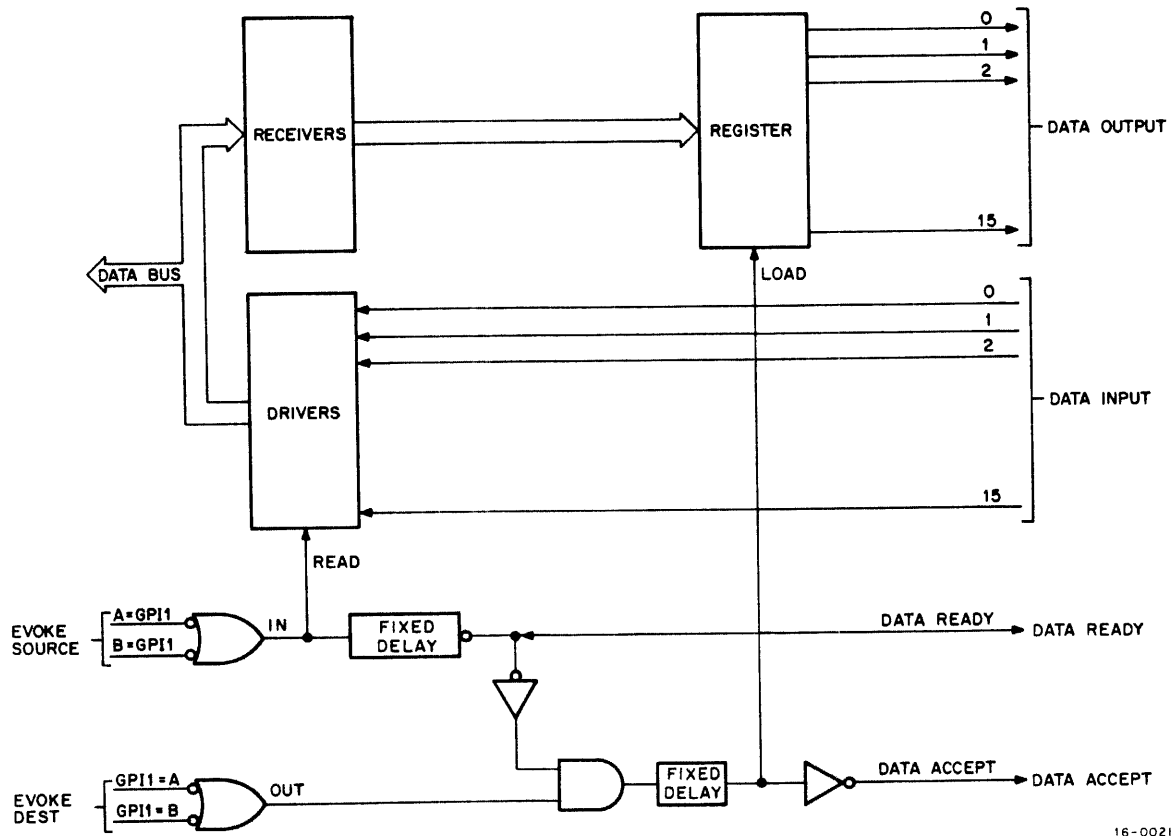 0
1
2
RECEIVERS
REGISTER
DATA OUTPUT
15
DATA BUS
LOAD
0
1
2
DRIVERS
DATA INPUT
15
READ
EVOKE
SOURCE
A=GPI1
B=GPI1
IN
FIXED
DELAY
DATA READY
DATA READY
EVOKE
DEST
GPI1=A
GPI1=B
OUT
FIXED
DELAY
DATA ACCEPT
DATA ACCEPT
16-0021